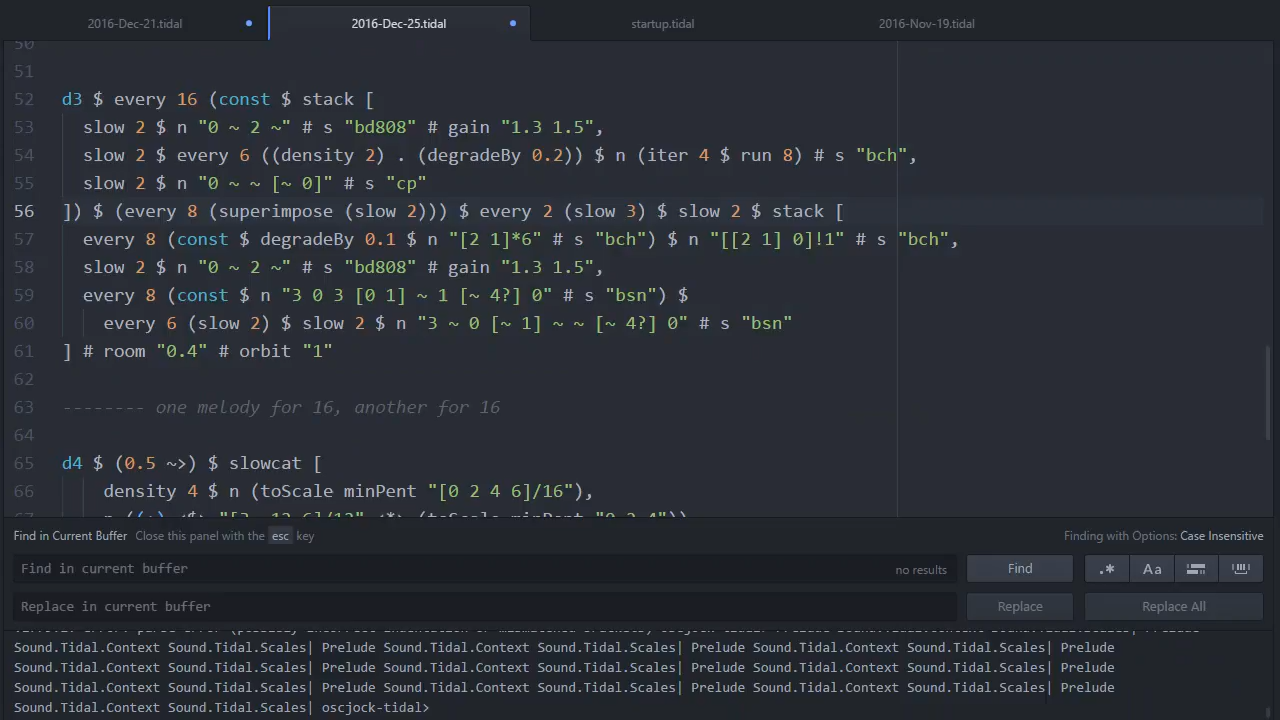 2016-Dec-21.tidal 2016-Dec-25.tidal startup.tidal 2016-Nov-19.tidal
50
51
52 d3 $ every 16 (const $ stack [
53 slow 2 $ n "0 ~ 2 ~" # s "bd808" # gain "1.3 1.5",
54 slow 2 $ every 6 ((density 2) . (degradeBy 0.2)) $ n (iter 4 $ run 8) # s "bch",
55 slow 2 $ n "0 ~ ~ [~ 0]" # s "cp"
56 ]) $ (every 8 (superimpose (slow 2))) $ every 2 (slow 3) $ slow 2 $ stack [
57 every 8 (const $ degradeBy 0.1 $ n "[2 1]*6" # s "bch") $ n "[[2 1] 0]!1" # s "bch",
58 slow 2 $ n "0 ~ 2 ~" # s "bd808" # gain "1.3 1.5",
59 every 8 (const $ n "3 0 3 [0 1] ~ 1 [~ 4?] 0" # s "bsn") $
60 every 6 (slow 2) $ slow 2 $ n "3 ~ 0 [~ 1] ~ ~ [~ 4?] 0" # s "bsn"
61 ] # room "0.4" # orbit "1"
62
63 -------- one melody for 16, another for 16
64
65 d4 $ (0.5 ~>) $ slowcat [
66 density 4 $ n (toScale minPent "[0 2 4 6]/16"),
Find in Current Buffer Close this panel with the esc key Finding with Options: Case Insensitive
Find in current buffer no results Find .* Aa
Replace in current buffer Replace Replace All
Sound.Tidal.Context Sound.Tidal.Scales| Prelude Sound.Tidal.Context Sound.Tidal.Scales| Prelude Sound.Tidal.Context Sound.Tidal.Scales| Prelude
Sound.Tidal.Context Sound.Tidal.Scales| Prelude Sound.Tidal.Context Sound.Tidal.Scales| Prelude Sound.Tidal.Context Sound.Tidal.Scales| Prelude
Sound.Tidal.Context Sound.Tidal.Scales| Prelude Sound.Tidal.Context Sound.Tidal.Scales| Prelude Sound.Tidal.Context Sound.Tidal.Scales| Prelude
Sound.Tidal.Context Sound.Tidal.Scales| oscjock-tidal>